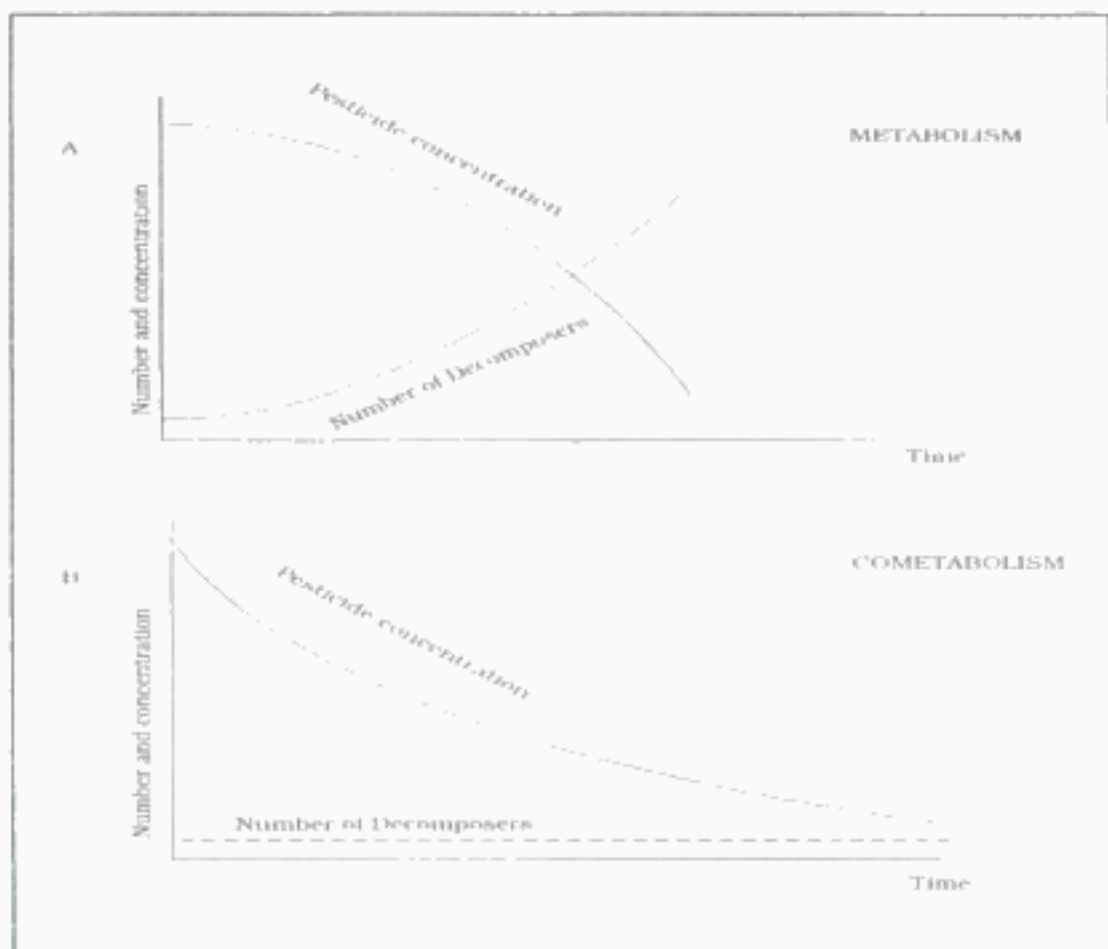 A
METABOLISM
Pesticide concentration
Number and concentration
Number of Decomposers
Time
B
COMETABOLISM
Pesticide concentration
Number and concentration
Number of Decomposers
Time